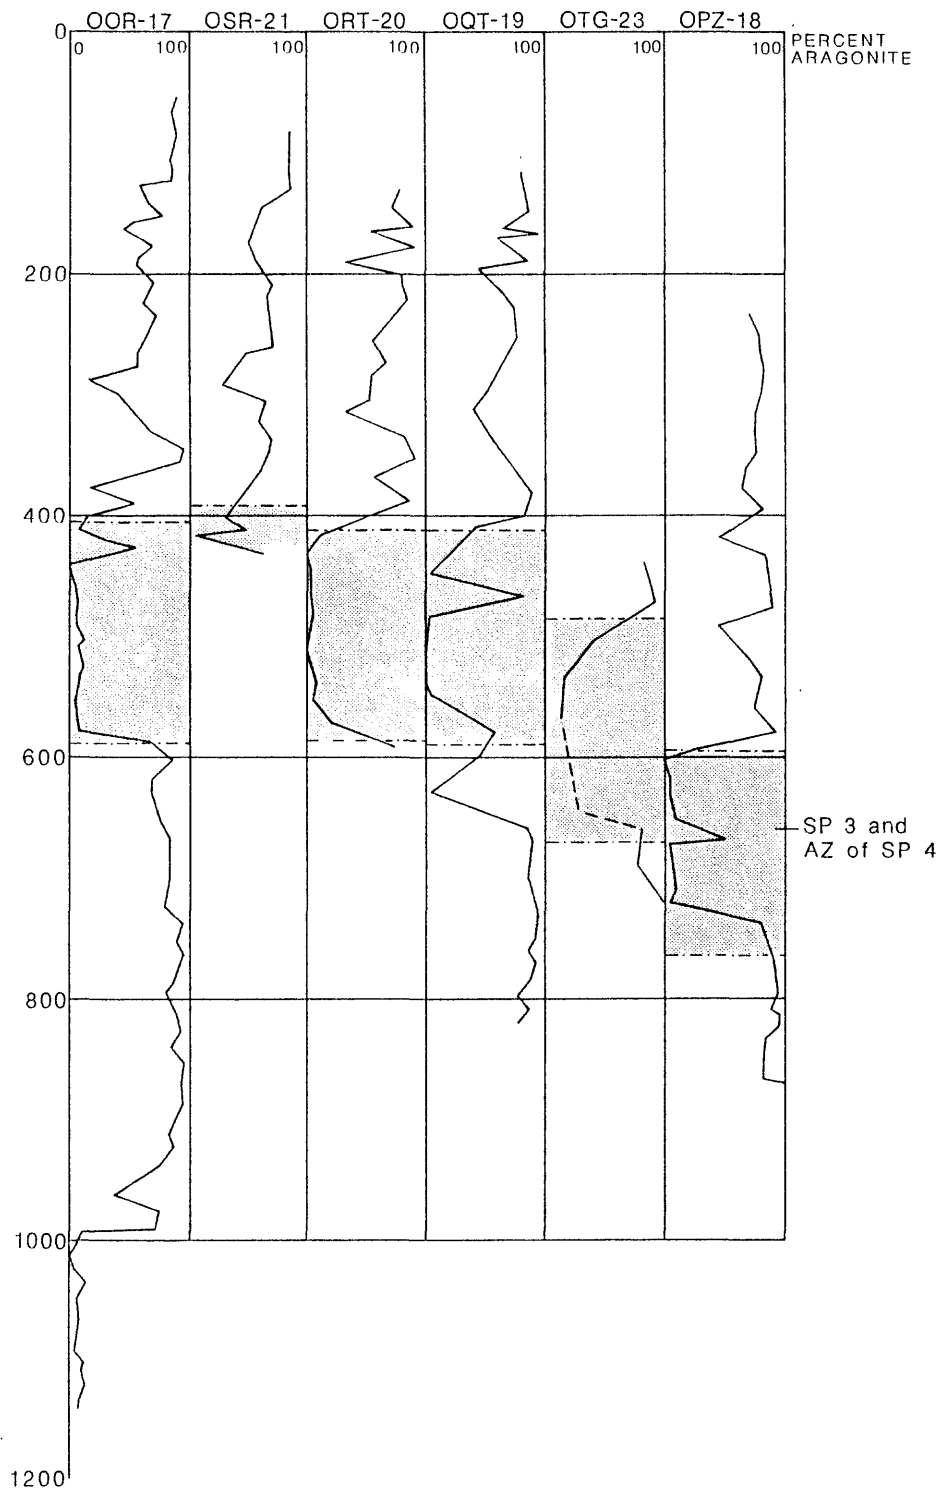 OOR-17 OSR-21 ORT-20 OQT-19 OTG-23 OPZ-18
0
0 100 100 100 100 100 100 PERCENT
ARAGONITE
200
400
600
SP 3 and
AZ of SP 4
800
1000
1200